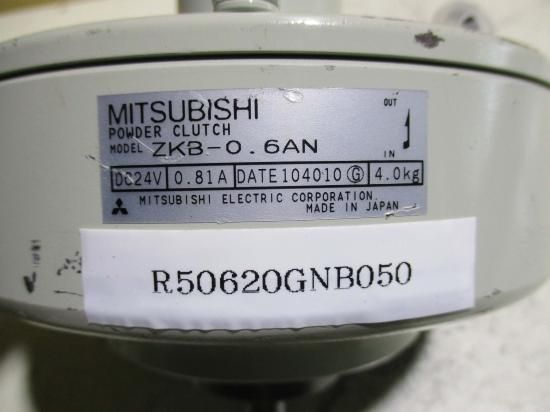 MITSUBISHI
POWDER CLUTCH
MODEL ZKB-0.6AN
OUT
IN
DC24V 0.81A DATE104010 G 4.0kg
MITSUBISHI ELECTRIC CORPORATION.
MADE IN JAPAN
R50620GNB050